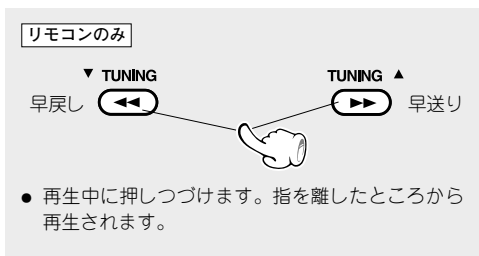 リモコンのみ
▼ TUNING
TUNING ▲
早戻し ◀◀
▶▶ 早送り
● 再生中に押しつづけます。指を離したところから
再生されます。